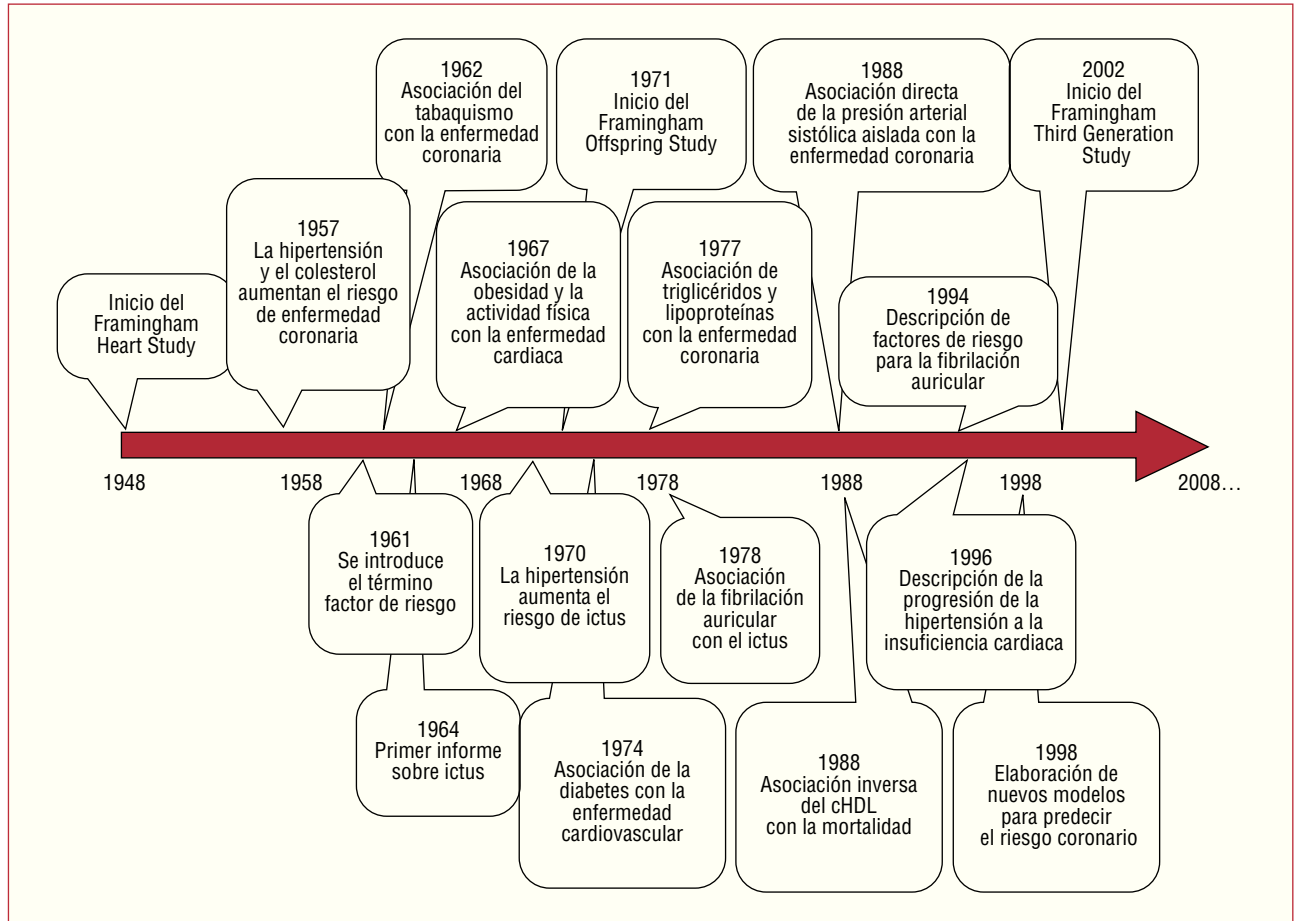 1962
Asociación del
tabaquismo
con la enfermedad
coronaria
1971
Inicio del
Framingham
Offspring Study
1988
Asociación directa
de la presión arterial
sistólica aislada con la
enfermedad coronaria
2002
Inicio del
Framingham
Third Generation
Study
Inicio del
Framingham
Heart Study
1957
La hipertensión
y el colesterol
aumentan el riesgo
de enfermedad
coronaria
1967
Asociación de la
obesidad y la
actividad física
con la enfermedad
cardiaca
1977
Asociación de
triglicéridos y
lipoproteínas
con la enfermedad
coronaria
1994
Descripción de
factores de riesgo
para la fibrilación
auricular
1948
1958
1968
1978
1988
1998
2008…
1961
Se introduce
el término
factor de riesgo
1970
La hipertensión
aumenta el
riesgo de ictus
1978
Asociación
de la fibrilación
auricular
con el ictus
1996
Descripción de la
progresión de la
hipertensión a la
insuficiencia cardiaca
1964
Primer informe
sobre ictus
1974
Asociación de la
diabetes con la
enfermedad
cardiovascular
1988
Asociación inversa
del cHDL
con la mortalidad
1998
Elaboración de
nuevos modelos
para predecir
el riesgo coronario